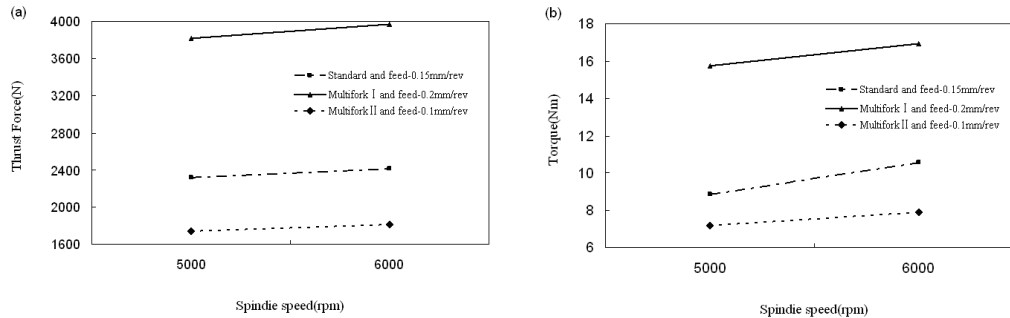 (a)
4000
3600
3200
2800
2400
2000
1600
Thrust Force(N)
Standard and feed-0.15mm/rev
Multifork Ⅰ and feed-0.2mm/rev
Multifork Ⅱ and feed-0.1mm/rev
5000 6000
Spindie speed(rpm)
(b)
18
16
14
12
10
8
6
Torque(Nm)
Standard and feed-0.15mm/rev
Multifork Ⅰ and feed-0.2mm/rev
Multifork Ⅱ and feed-0.1mm/rev
5000 6000
Spindie speed(rpm)